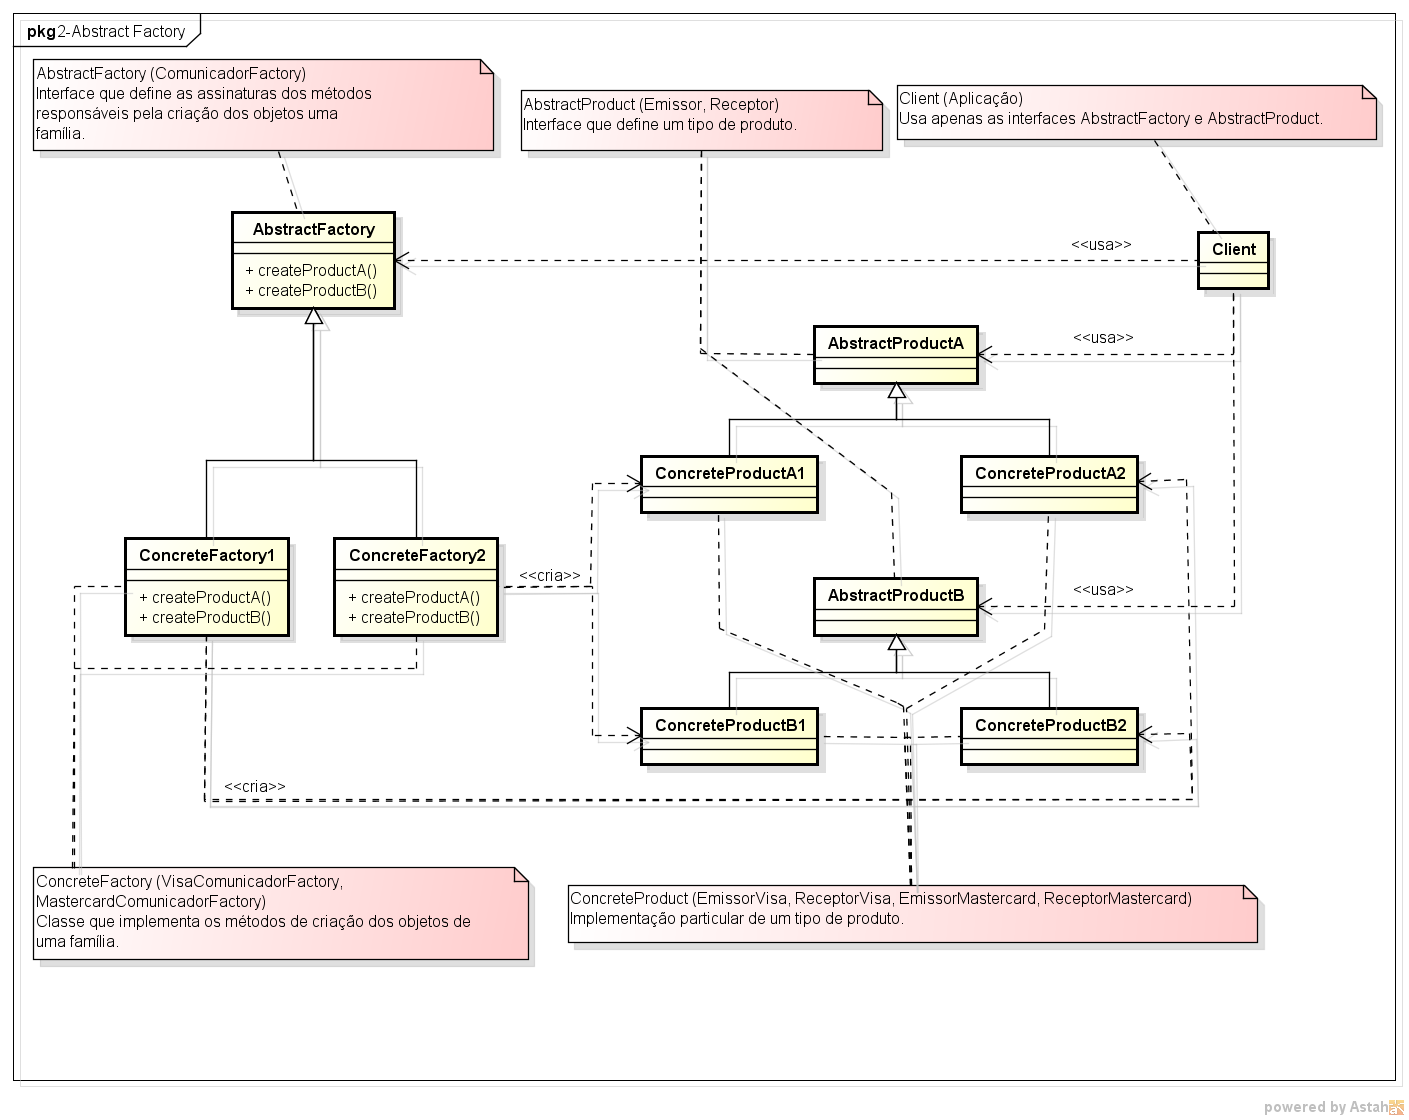 pkg 2-Abstract Factory
AbstractFactory (ComunicadorFactory)
Interface que define as assinaturas dos métodos
responsáveis pela criação dos objetos uma
família.
AbstractProduct (Emissor, Receptor)
Interface que define um tipo de produto.
Client (Aplicação)
Usa apenas as interfaces AbstractFactory e AbstractProduct.
AbstractFactory
+ createProductA()
+ createProductB()
<<usa>>
Client
AbstractProductA
<<usa>>
ConcreteProductA1
ConcreteProductA2
ConcreteFactory1
+ createProductA()
+ createProductB()
ConcreteFactory2
+ createProductA()
+ createProductB()
<<cria>>
AbstractProductB
<<usa>>
ConcreteProductB1
ConcreteProductB2
<<cria>>
ConcreteFactory (VisaComunicadorFactory,
MastercardComunicadorFactory)
Classe que implementa os métodos de criação dos objetos de
uma família.
ConcreteProduct (EmissorVisa, ReceptorVisa, EmissorMastercard, ReceptorMastercard)
Implementação particular de um tipo de produto.
powered by Astah